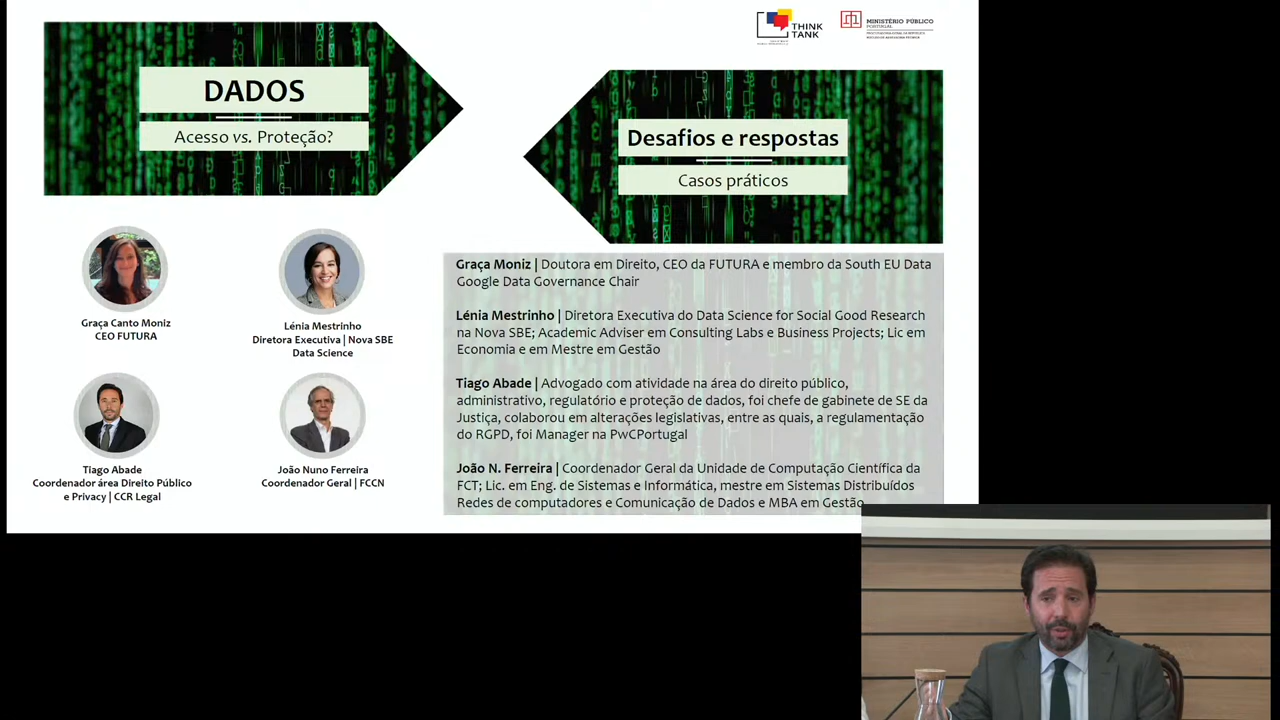 THINK
TANK
MINISTÉRIO PÚBLICO
PORTUGAL
PROCURADORIA-GERAL DA REPÚBLICA
DADOS
Acesso vs. Proteção?
Desafios e respostas
Casos práticos
Graça Canto Moniz
CEO FUTURA
Lénia Mestrinho
Diretora Executiva | Nova SBE
Data Science
Tiago Abade
Coordenador área Direito Público
e Privacy | CCR Legal
João Nuno Ferreira
Coordenador Geral | FCCN
Graça Moniz | Doutora em Direito, CEO da FUTURA e membro da South EU Data
Google Data Governance Chair
Lénia Mestrinho | Diretora Executiva do Data Science for Social Good Research
na Nova SBE; Academic Adviser em Consulting Labs e Business Projects; Lic em
Economia e em Mestre em Gestão
Tiago Abade | Advogado com atividade na área do direito público,
administrativo, regulatório e proteção de dados, foi chefe de gabinete de SE da
Justiça, colaborou em alterações legislativas, entre as quais, a regulamentação
do RGPD, foi Manager na PwCPortugal
João N. Ferreira | Coordenador Geral da Unidade de Computação Científica da
FCT; Lic. em Eng. de Sistemas e Informática, mestre em Sistemas Distribuídos
Redes de computadores e Comunicação de Dados e MBA em Gestão